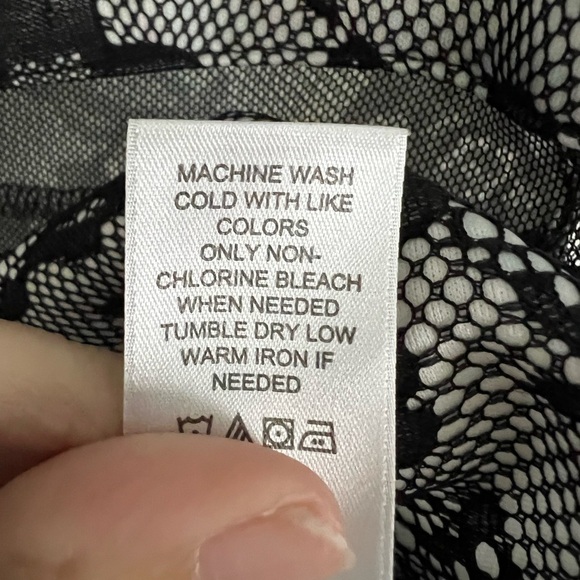 MACHINE WASH
COLD WITH LIKE
COLORS
ONLY NON-
CHLORINE BLEACH
WHEN NEEDED
TUMBLE DRY LOW
WARM IRON IF
NEEDED